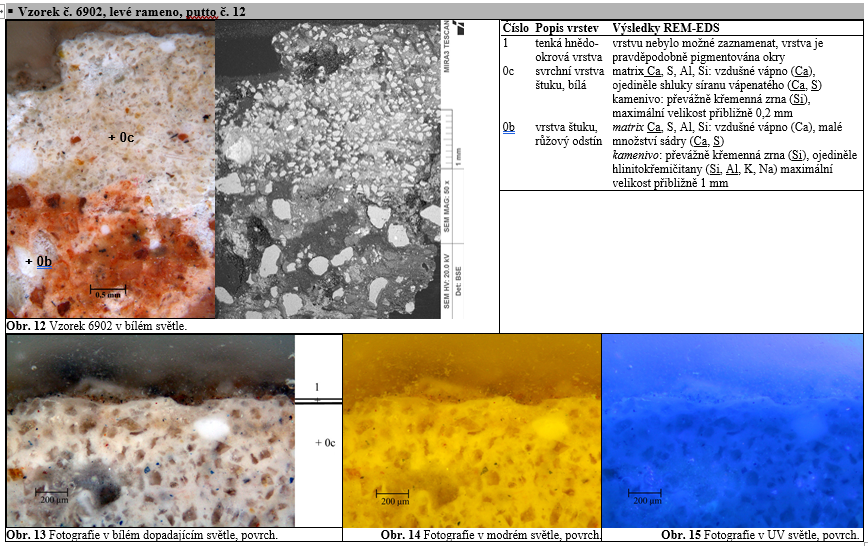 ▪ Vzorek č. 6902, levé rameno, putto č. 12
Číslo Popis vrstev Výsledky REM-EDS
1 tenká hnědo-okrová vrstva vrstvu nebylo možné zaznamenat, vrstva je pravděpodobně pigmentována okry
0c svrchní vrstva štuku, bílá matrix Ca, S, Al, Si: vzdušné vápno (Ca), ojediněle shluky síranu vápenatého (Ca, S) kamenivo: převážně křemenná zrna (Si), maximální velikost přibližně 0,2 mm
0b vrstva štuku, růžový odstín matrix Ca, S, Al, Si: vzdušné vápno (Ca), malé množství sádry (Ca, S) kamenivo: převážně křemenná zrna (Si), ojediněle hlinitokřemičitany (Si, Al, K, Na) maximální velikost přibližně 1 mm
+ 0c
+ 0b
0.5 mm
SEM HV: 20.0 kV
SEM MAG: 50 x
Det: BSE
1 mm
MIRA3 TESCAN
Obr. 12 Vzorek 6902 v bílém světle.
1
+
+ 0c
200 µm
200 µm
200 µm
Obr. 13 Fotografie v bílém dopadajícím světle, povrch.
Obr. 14 Fotografie v modrém světle, povrch.
Obr. 15 Fotografie v UV světle, povrch.